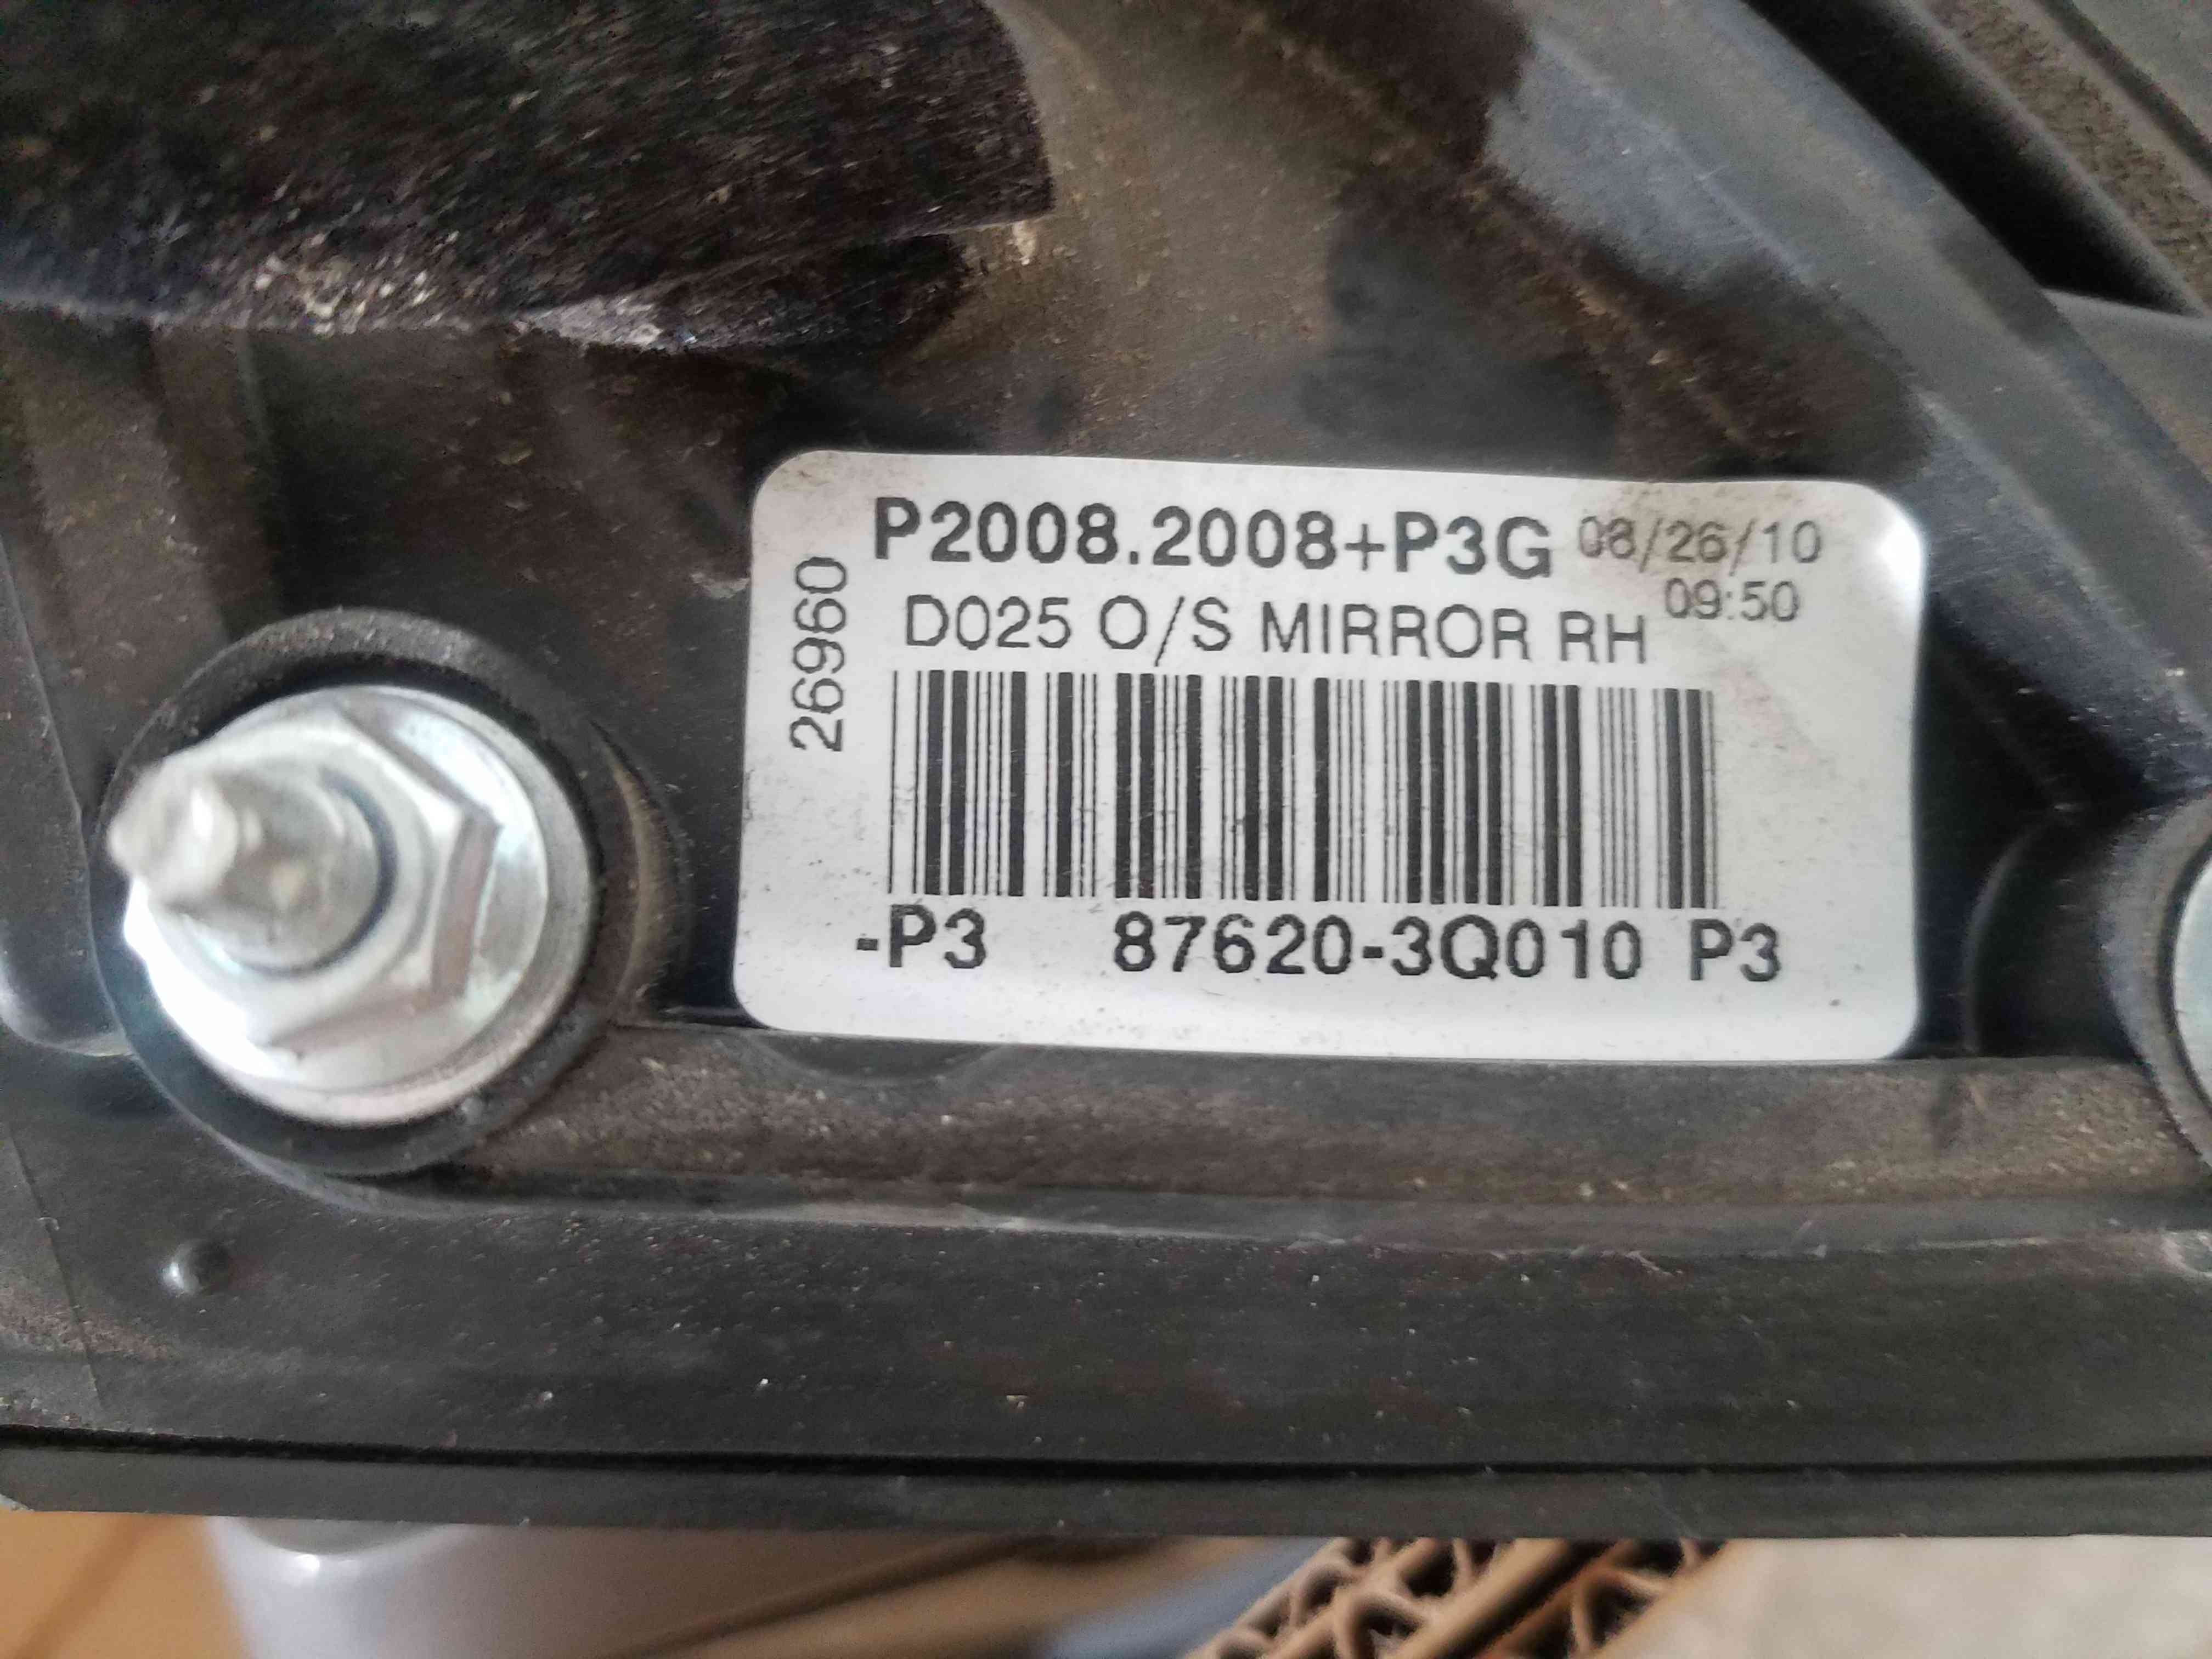 P2008.2008+P3G 08/26/10
09:50
D025 O/S MIRROR RH
26960
-P3 87620-3Q010 P3